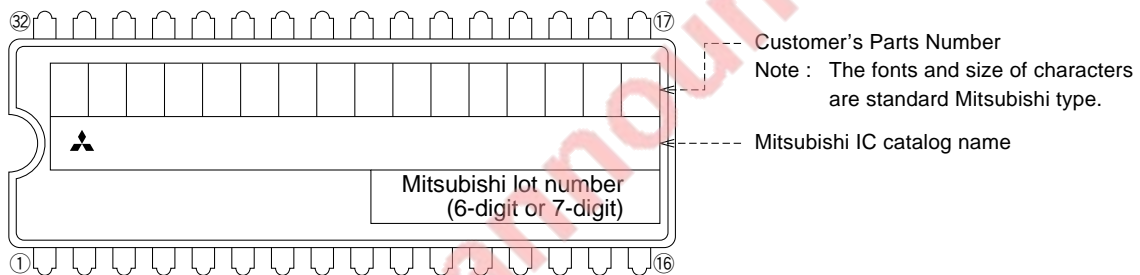 32 17
Customer's Parts Number
Note : The fonts and size of characters
are standard Mitsubishi type.
Mitsubishi IC catalog name
Mitsubishi lot number
(6-digit or 7-digit)
1 16